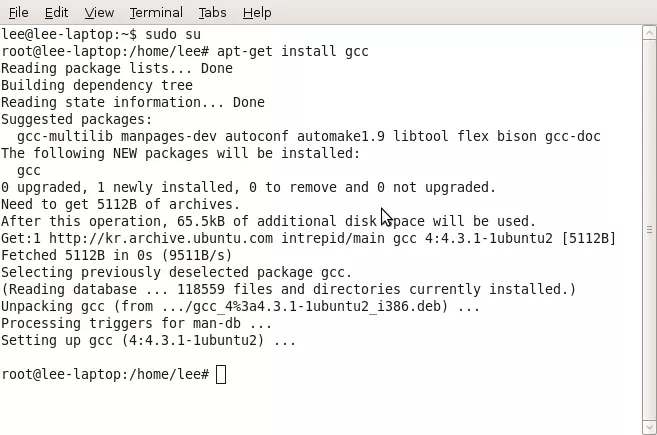 File Edit View Terminal Tabs Help
lee@lee-laptop:~$ sudo su
root@lee-laptop:/home/lee# apt-get install gcc
Reading package lists... Done
Building dependency tree
Reading state information... Done
Suggested packages:
  gcc-multilib manpages-dev autoconf automake1.9 libtool flex bison gcc-doc
The following NEW packages will be installed:
  gcc
0 upgraded, 1 newly installed, 0 to remove and 0 not upgraded.
Need to get 5112B of archives.
After this operation, 65.5kB of additional disk space will be used.
Get:1 http://kr.archive.ubuntu.com intrepid/main gcc 4:4.3.1-1ubuntu2 [5112B]
Fetched 5112B in 0s (9511B/s)
Selecting previously deselected package gcc.
(Reading database ... 118559 files and directories currently installed.)
Unpacking gcc (from .../gcc_4%3a4.3.1-1ubuntu2_i386.deb) ...
Processing triggers for man-db ...
Setting up gcc (4:4.3.1-1ubuntu2) ...
root@lee-laptop:/home/lee#